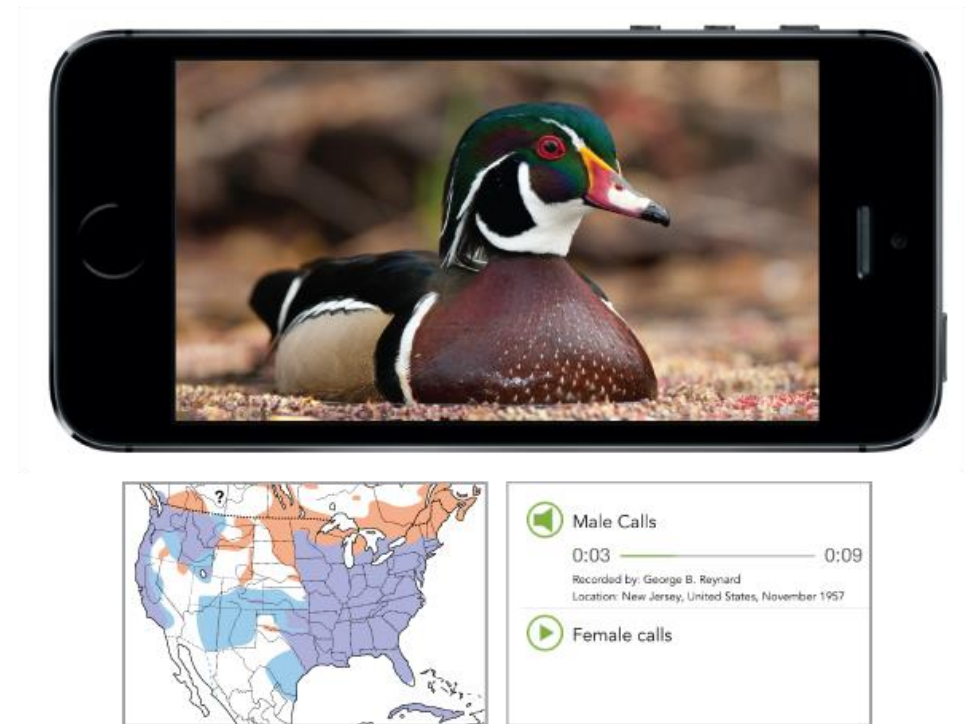 ?
Male Calls
0:03 0:09
Recorded by: George B. Reynard
Location: New Jersey, United States, November 1957
Female calls